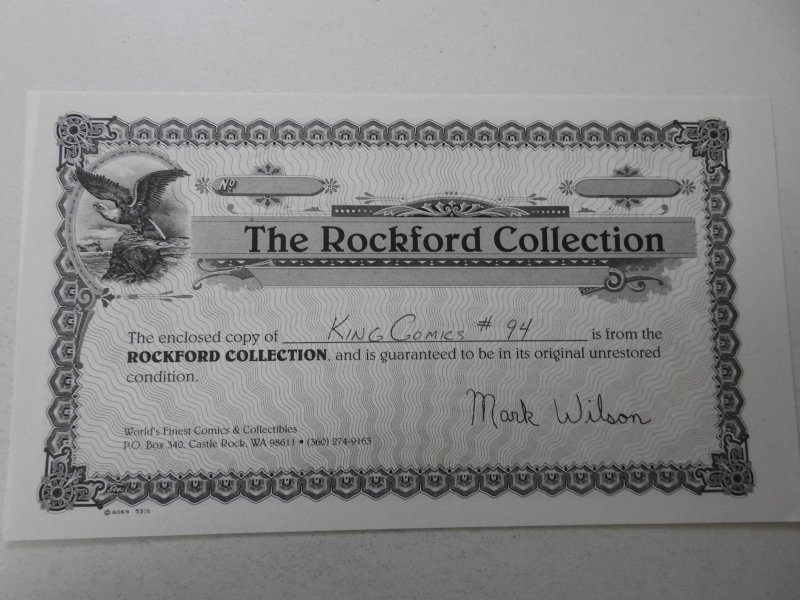 No.
The Rockford Collection
The enclosed copy of King Comics # 94 is from the
ROCKFORD COLLECTION, and is guaranteed to be in its original unrestored
condition.
Mark Wilson
World's Finest Comics & Collectibles
P.O. Box 340, Castle Rock, WA 98611 • (360) 274-9163
© GOES